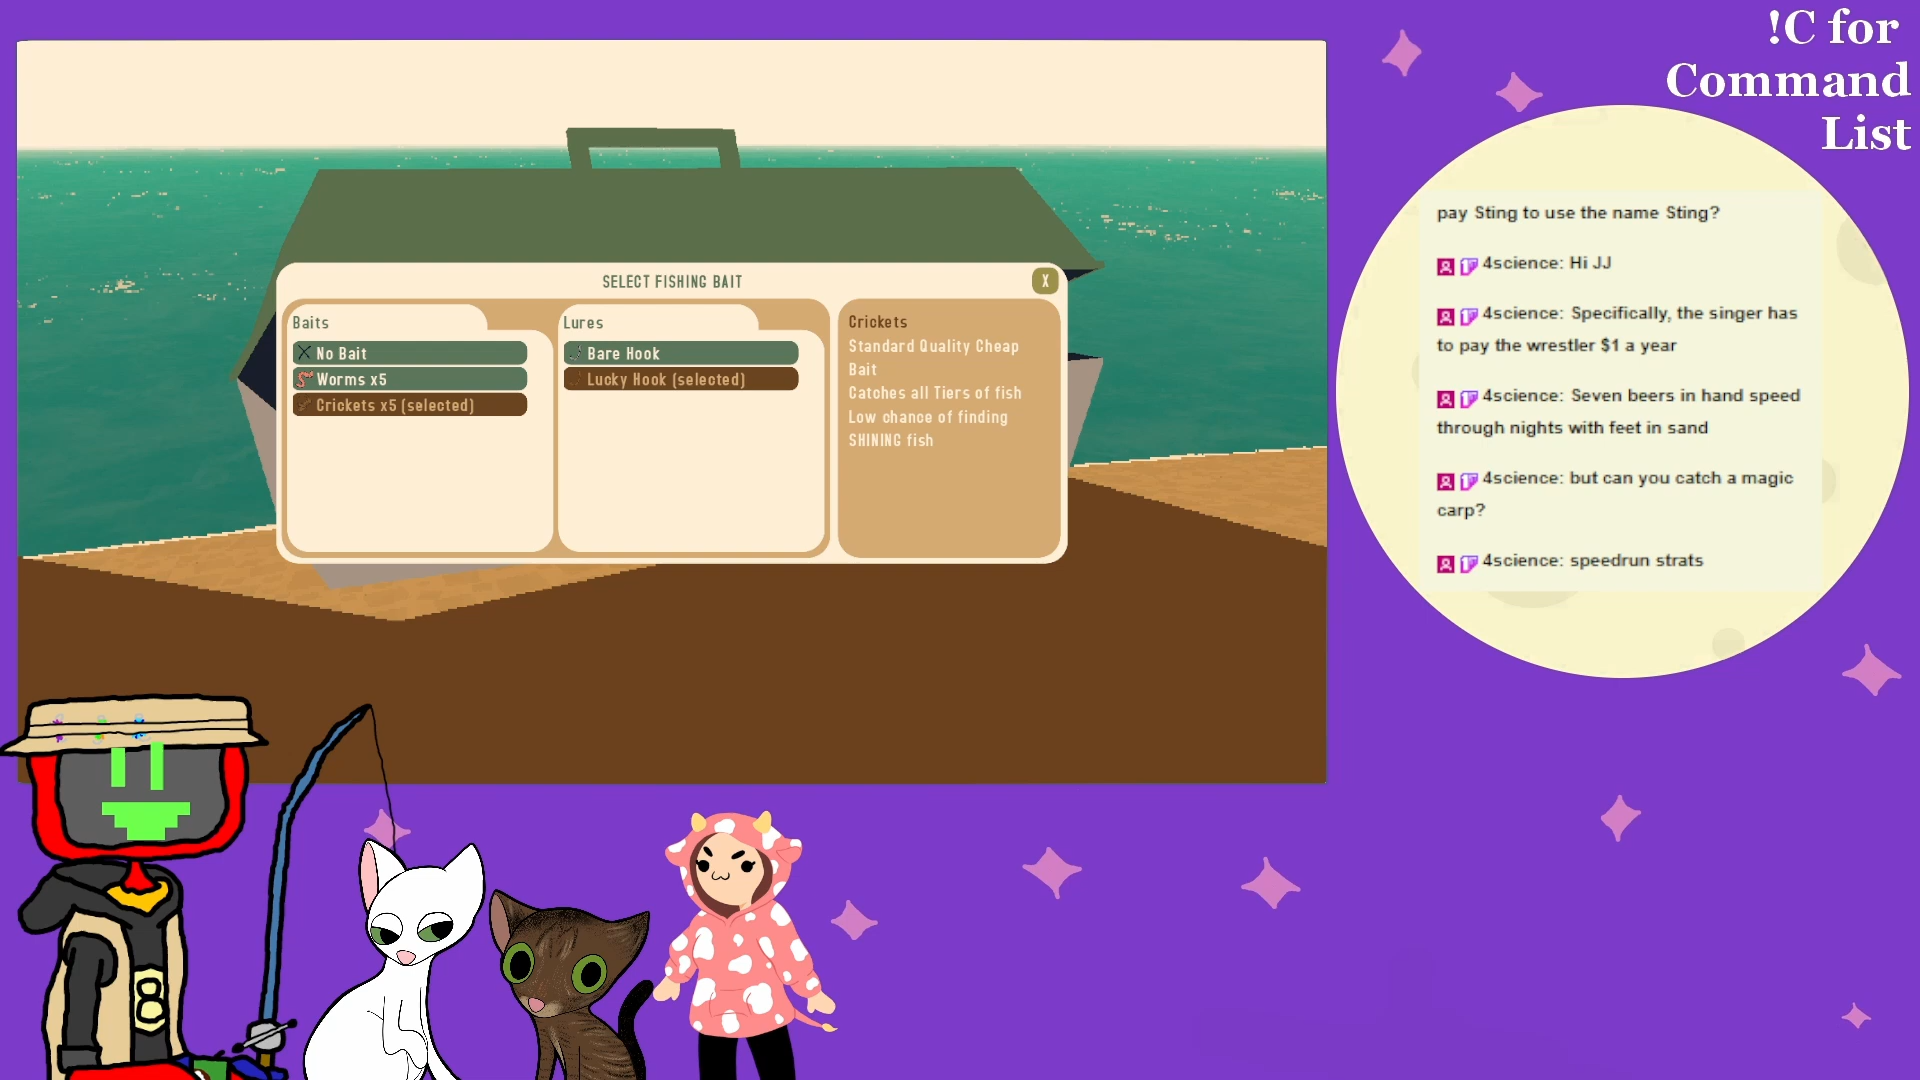 !C for
Command
List
SELECT FISHING BAIT
X
Baits
No Bait
Worms x5
Crickets x5 (selected)
Lures
Bare Hook
Lucky Hook (selected)
Crickets
Standard Quality Cheap
Bait
Catches all Tiers of fish
Low chance of finding
SHINING fish
pay Sting to use the name Sting?
4science: Hi JJ
4science: Specifically, the singer has
to pay the wrestler $1 a year
4science: Seven beers in hand speed
through nights with feet in sand
4science: but can you catch a magic
carp?
4science: speedrun strats
8